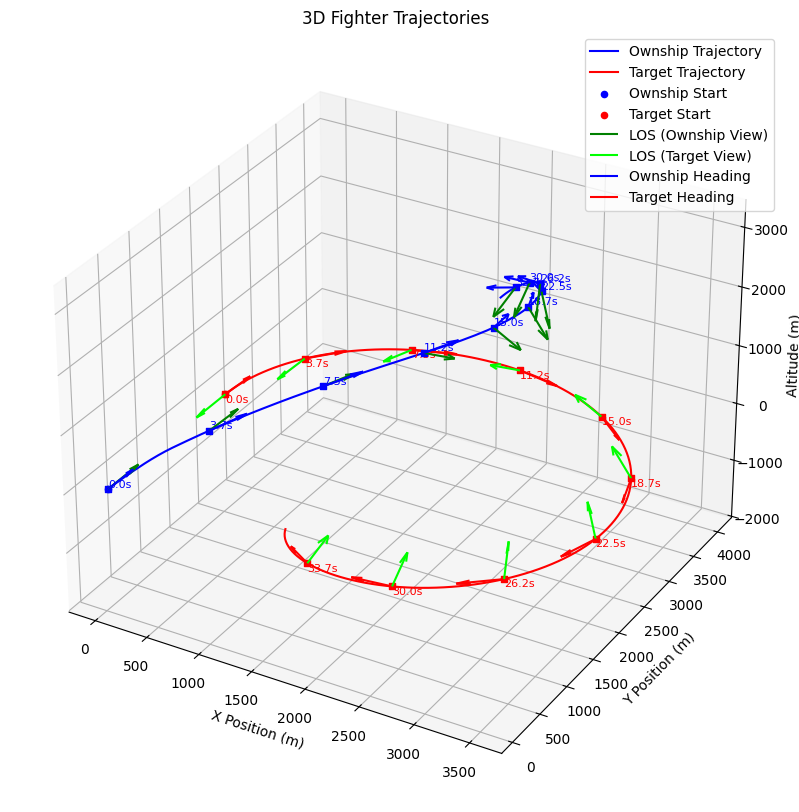 3D Fighter Trajectories
Ownship Trajectory
Target Trajectory
Ownship Start
Target Start
LOS (Ownship View)
LOS (Target View)
Ownship Heading
Target Heading
3000
2000
1000
0
−1000
−2000
Altitude (m)
30.0s
22.5s
18.7s
15.0s
11.2s
7.5s
3.7s
0.0s
0.0s
3.7s
11.2s
15.0s
18.7s
22.5s
26.2s
30.0s
33.7s
4000
3500
3000
2500
2000
1500
1000
500
0
Y Position (m)
0
500
1000
1500
2000
2500
3000
3500
X Position (m)